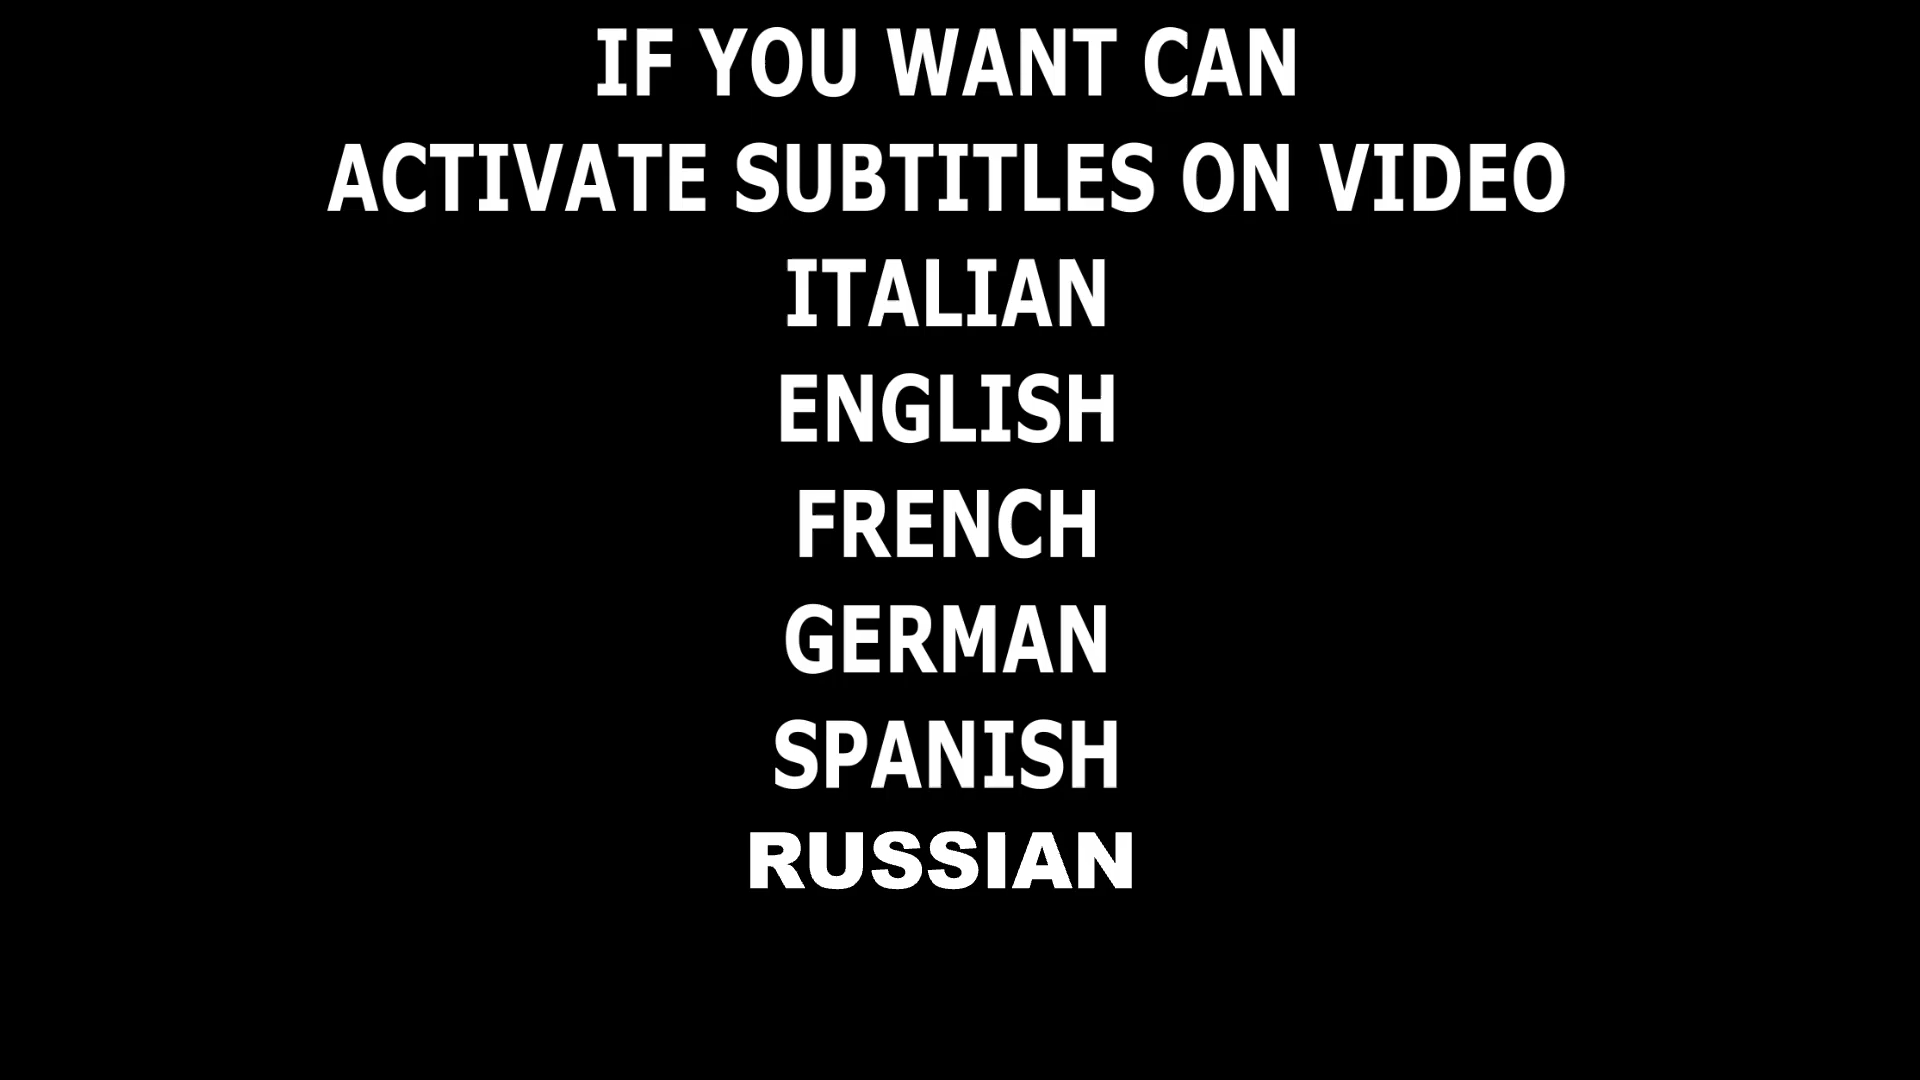 IF YOU WANT CAN
ACTIVATE SUBTITLES ON VIDEO
ITALIAN
ENGLISH
FRENCH
GERMAN
SPANISH
RUSSIAN